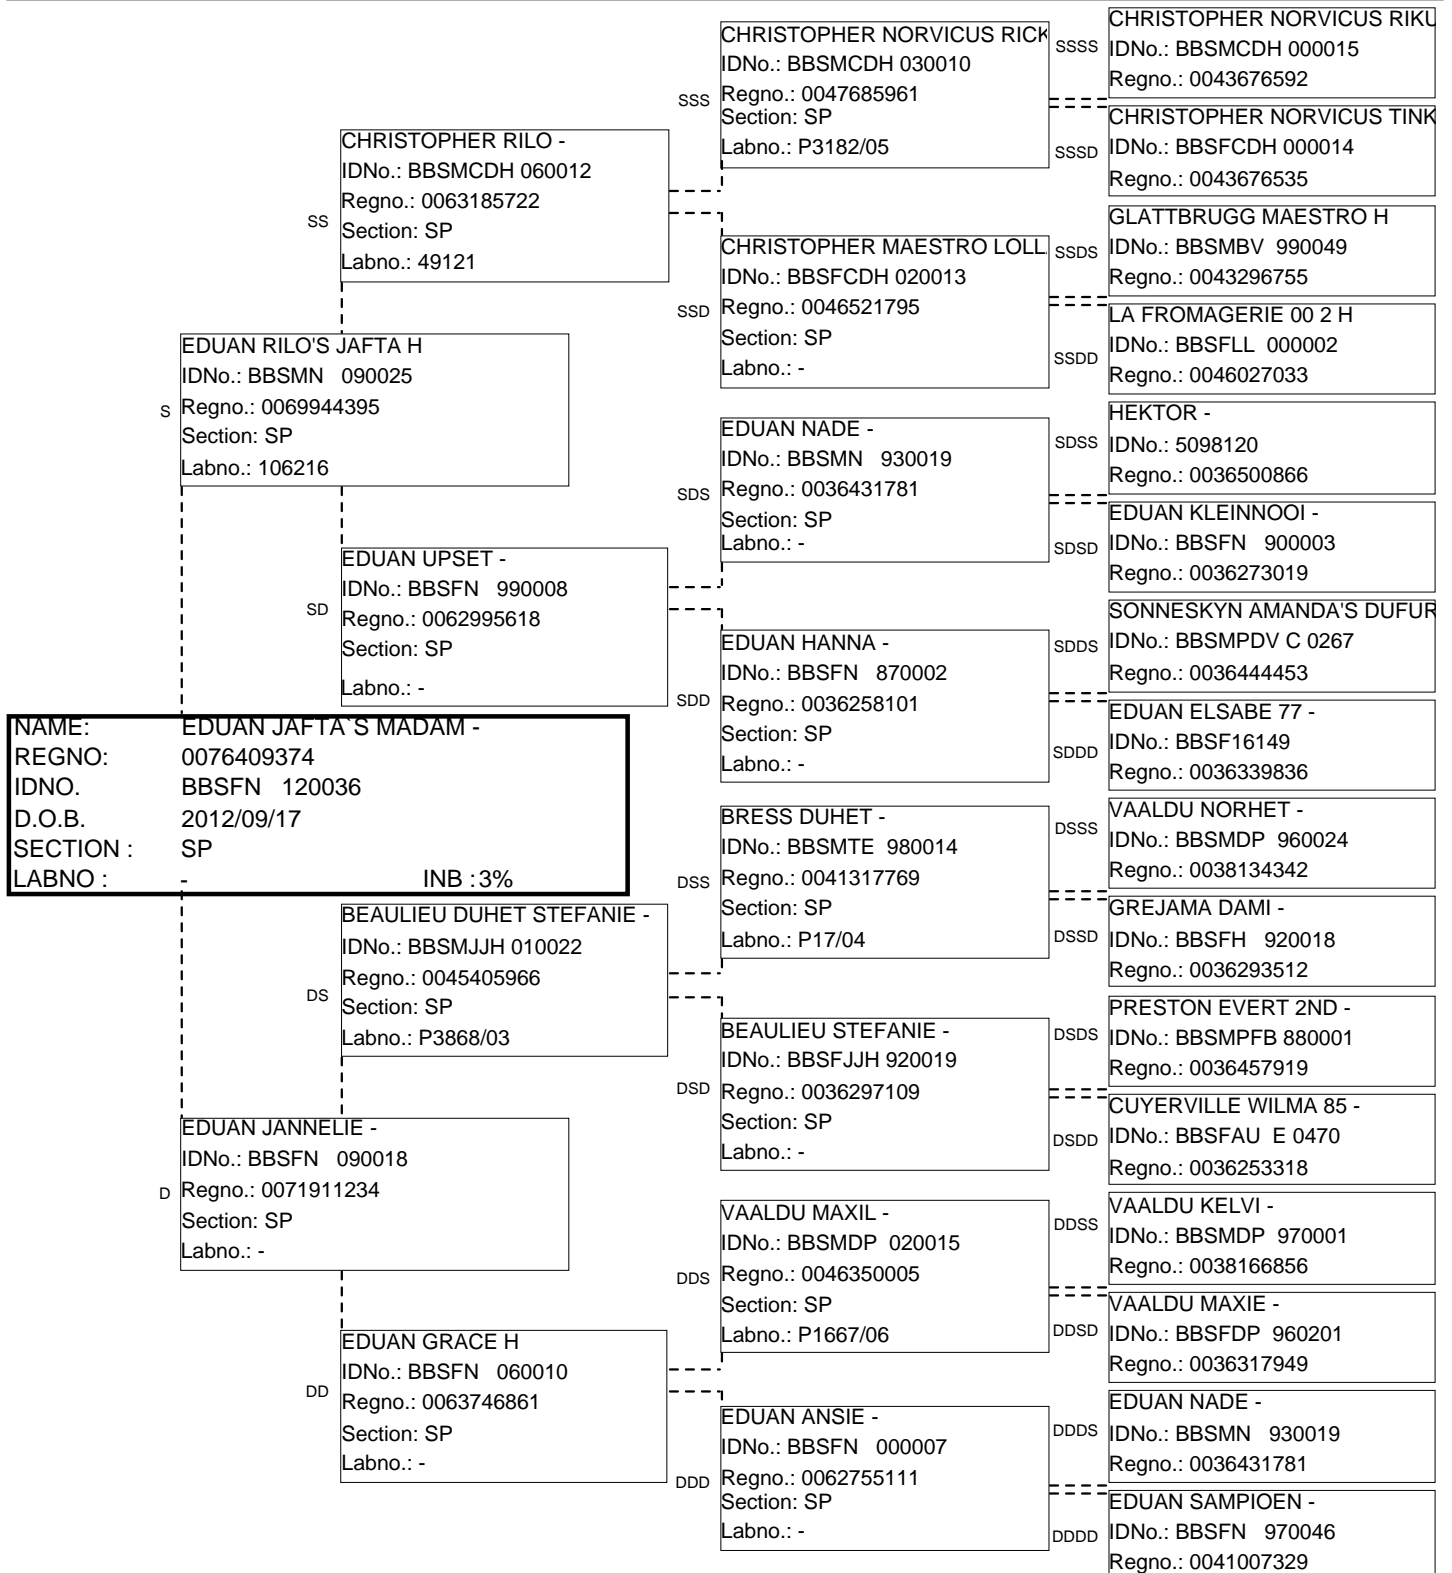 CHRISTOPHER NORVICUS RIKU
SSSS IDNo.: BBSMCDH 000015
Regno.: 0043676592
CHRISTOPHER NORVICUS RICK
IDNo.: BBSMCDH 030010
SSS Regno.: 0047685961
Section: SP
Labno.: P3182/05
CHRISTOPHER NORVICUS TINK
SSSD IDNo.: BBSFCDH 000014
Regno.: 0043676535
CHRISTOPHER RILO -
IDNo.: BBSMCDH 060012
Regno.: 0063185722
SS Section: SP
Labno.: 49121
GLATTBRUGG MAESTRO H
SSDS IDNo.: BBSMBV 990049
Regno.: 0043296755
CHRISTOPHER MAESTRO LOLL
IDNo.: BBSFCDH 020013
SSD Regno.: 0046521795
Section: SP
Labno.: -
LA FROMAGERIE 00 2 H
SSDD IDNo.: BBSFLL 000002
Regno.: 0046027033
EDUAN RILO'S JAFTA H
IDNo.: BBSMN 090025
S Regno.: 0069944395
Section: SP
Labno.: 106216
HEKTOR -
SDSS IDNo.: 5098120
Regno.: 0036500866
EDUAN NADE -
IDNo.: BBSMN 930019
SDS Regno.: 0036431781
Section: SP
Labno.: -
EDUAN KLEINNOOI -
SDSD IDNo.: BBSFN 900003
Regno.: 0036273019
EDUAN UPSET -
IDNo.: BBSFN 990008
SD Regno.: 0062995618
Section: SP
Labno.: -
SONNESKYN AMANDA'S DUFUR
SDDS IDNo.: BBSMPDV C 0267
Regno.: 0036444453
EDUAN HANNA -
IDNo.: BBSFN 870002
SDD Regno.: 0036258101
Section: SP
Labno.: -
EDUAN ELSABE 77 -
SDDD IDNo.: BBSF16149
Regno.: 0036339836
NAME: EDUAN JAFTA`S MADAM -
REGNO: 0076409374
IDNO. BBSFN 120036
D.O.B. 2012/09/17
SECTION : SP
LABNO : - INB : 3%
VAALDU NORHET -
DSSS IDNo.: BBSMDP 960024
Regno.: 0038134342
BRESS DUHET -
IDNo.: BBSMTE 980014
DSS Regno.: 0041317769
Section: SP
Labno.: P17/04
GREJAMA DAMI -
DSSD IDNo.: BBSFH 920018
Regno.: 0036293512
BEAULIEU DUHET STEFANIE -
IDNo.: BBSMJJH 010022
Regno.: 0045405966
DS Section: SP
Labno.: P3868/03
PRESTON EVERT 2ND -
DSDS IDNo.: BBSMPFB 880001
Regno.: 0036457919
BEAULIEU STEFANIE -
IDNo.: BBSFJJH 920019
DSD Regno.: 0036297109
Section: SP
Labno.: -
CUYERVILLE WILMA 85 -
DSDD IDNo.: BBSFAU E 0470
Regno.: 0036253318
EDUAN JANNELIE -
IDNo.: BBSFN 090018
D Regno.: 0071911234
Section: SP
Labno.: -
VAALDU KELVI -
DDSS IDNo.: BBSMDP 970001
Regno.: 0038166856
VAALDU MAXIL -
IDNo.: BBSMDP 020015
DDS Regno.: 0046350005
Section: SP
Labno.: P1667/06
VAALDU MAXIE -
DDSD IDNo.: BBSFDP 960201
Regno.: 0036317949
EDUAN GRACE H
IDNo.: BBSFN 060010
DD Regno.: 0063746861
Section: SP
Labno.: -
EDUAN NADE -
DDDS IDNo.: BBSMN 930019
Regno.: 0036431781
EDUAN ANSIE -
IDNo.: BBSFN 000007
DDD Regno.: 0062755111
Section: SP
Labno.: -
EDUAN SAMPIOEN -
DDDD IDNo.: BBSFN 970046
Regno.: 0041007329